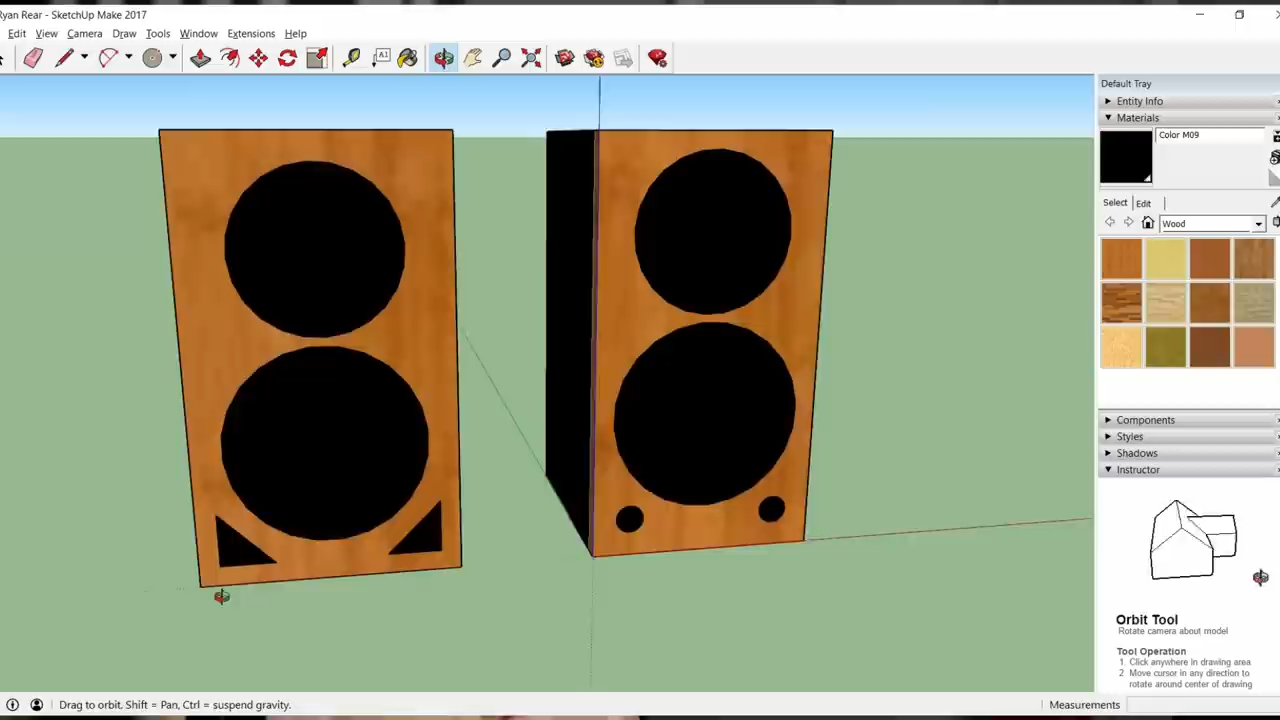 Ryan Rear - SketchUp Make 2017
Edit View Camera Draw Tools Window Extensions Help
A1
Default Tray
Entity Info
Materials
Color M09
Select Edit
Wood
Components
Styles
Shadows
Instructor
Orbit Tool
Rotate camera about model
Tool Operation
1. Click anywhere in drawing area
2 Move cursor in any direction to
rotate around center of drawing
Drag to orbit. Shift = Pan, Ctrl = suspend gravity.
Measurements